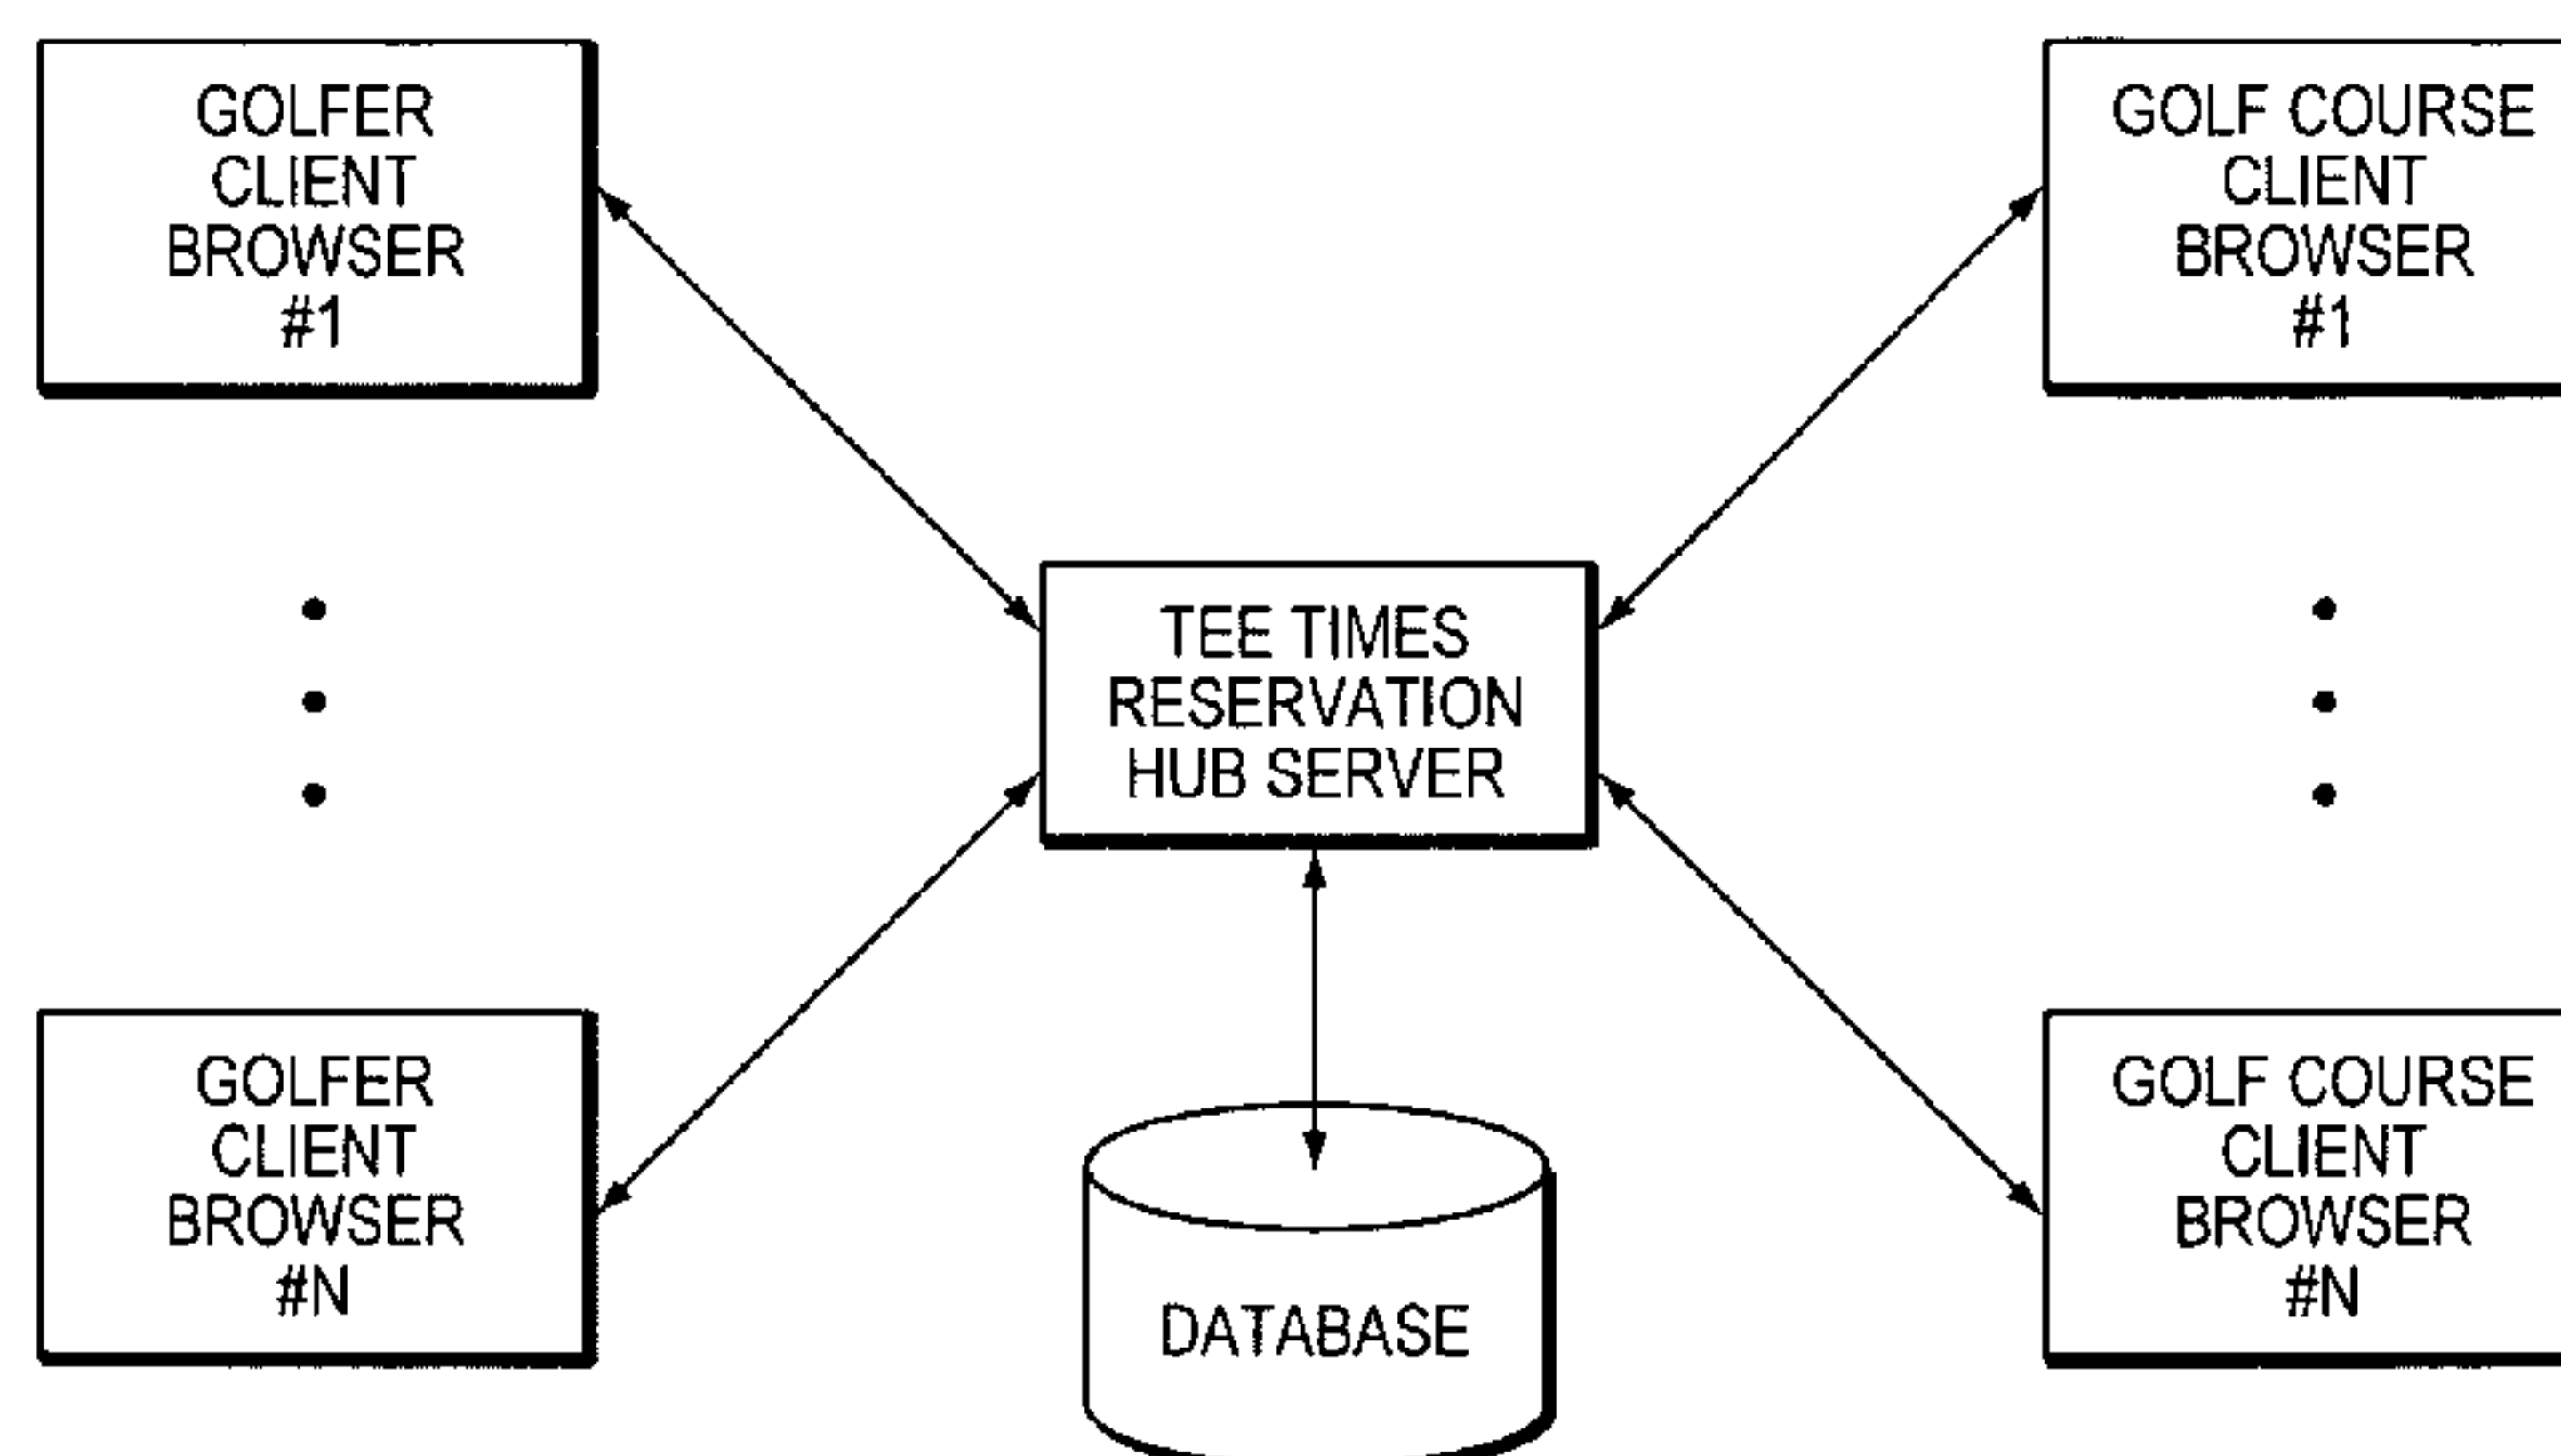 GOLFER
CLIENT
BROWSER
#1
GOLF COURSE
CLIENT
BROWSER
#1
TEE TIMES
RESERVATION
HUB SERVER
GOLFER
CLIENT
BROWSER
#N
DATABASE
GOLF COURSE
CLIENT
BROWSER
#N